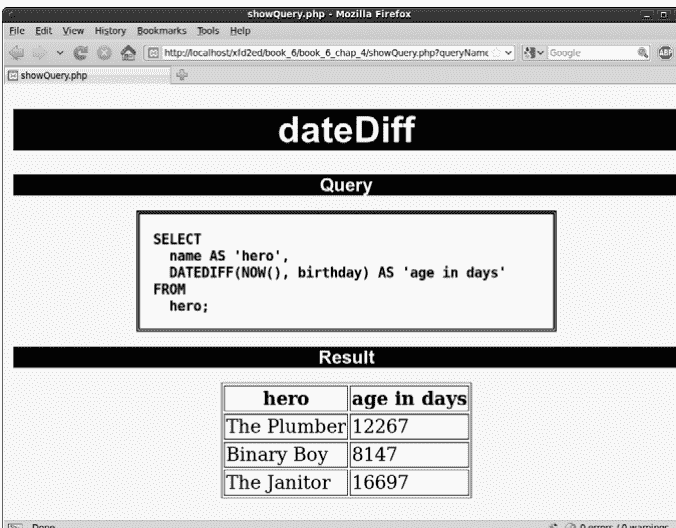 showQuery.php - Mozilla Firefox
File Edit View History Bookmarks Tools Help
http://localhost/xfd2ed/book_6/book_6_chap_4/showQuery.php?queryName Google ABP
showQuery.php
dateDiff
Query
SELECT
name AS 'hero',
DATEDIFF(NOW(), birthday) AS 'age in days'
FROM
hero;
Result
hero age in days
The Plumber 12267
Binary Boy 8147
The Janitor 16697
Done 0 errors / 0 warnings